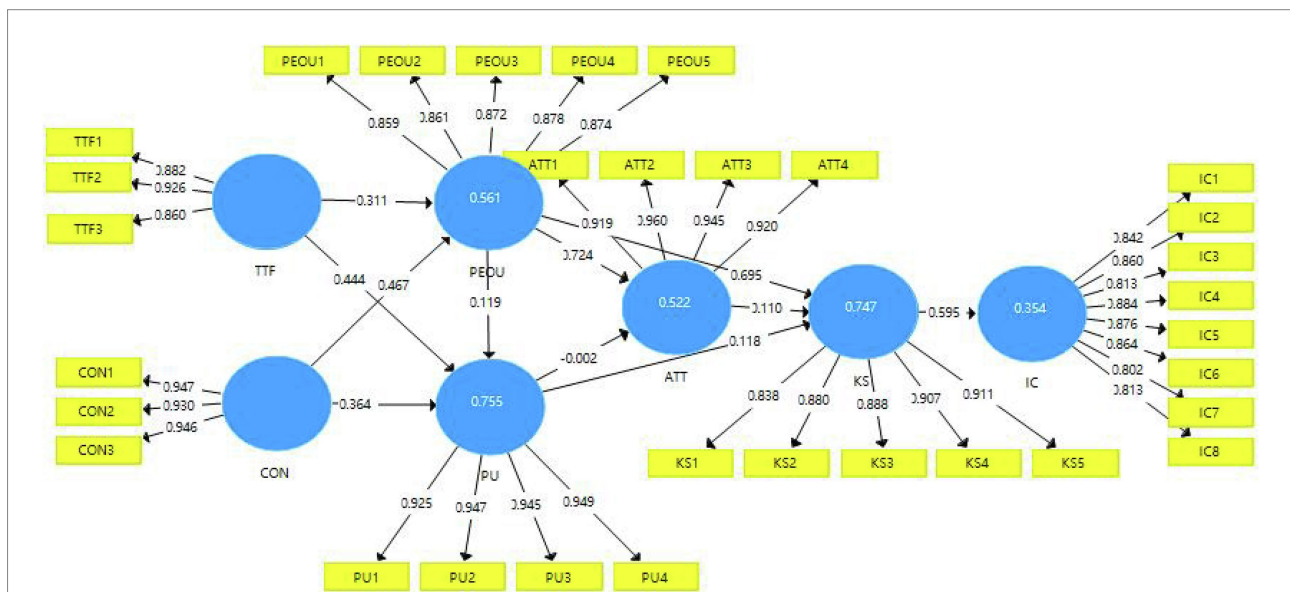 PEOU1 PEOU2 PEOU3 PEOU4 PEOU5
0.859 0.861 0.872 0.878 0.874
TTF1
TTF2
TTF3
0.882
0.926
0.860
TTF
0.311
0.561
PEOU
ATT1 ATT2 ATT3 ATT4
0.919 0.960 0.945 0.920
0.724
0.695
0.444
0.467
0.119
0.522
ATT
0.110
0.747
KS
0.595
0.354
IC
IC1
IC2
IC3
IC4
IC5
IC6
IC7
IC8
0.842
0.860
0.813
0.884
0.876
0.864
0.802
0.813
-0.002
0.118
CON1
CON2
CON3
0.947
0.930
0.946
CON
0.364
0.755
PU
0.838 0.880 0.888 0.907 0.911
KS1 KS2 KS3 KS4 KS5
0.925 0.947 0.945 0.949
PU1 PU2 PU3 PU4